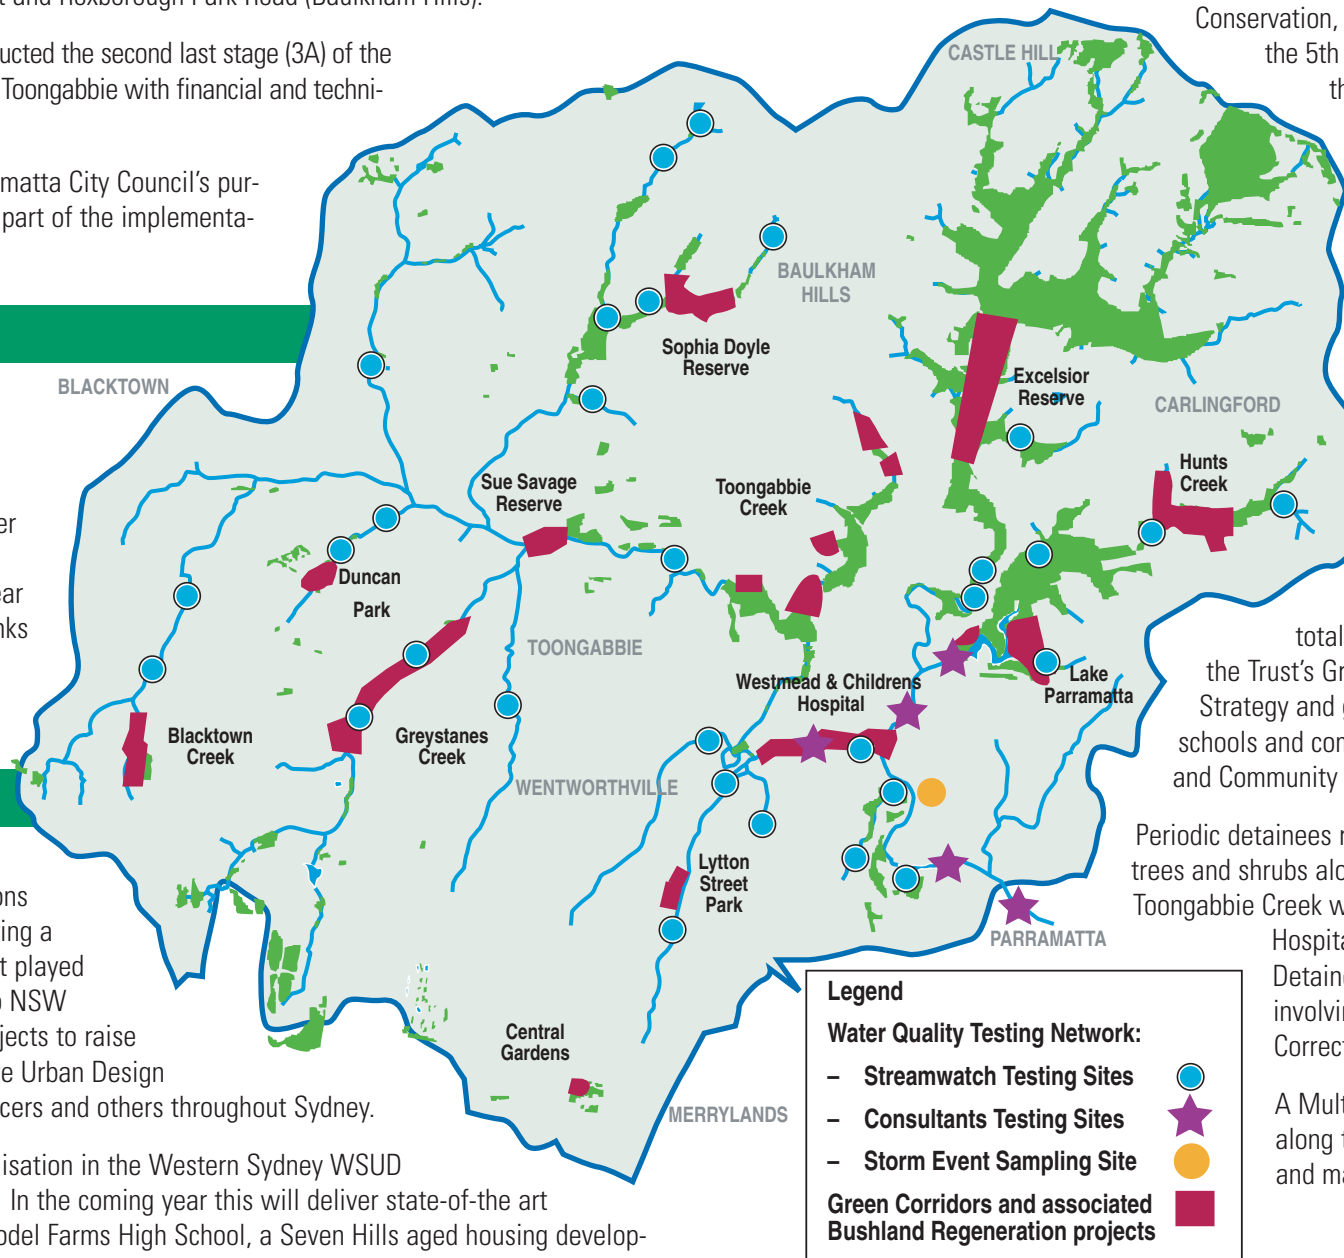 t and Roxborough Park Road (Baulkham Hills).
ucted the second last stage (3A) of the
Toongabbie with financial and techni-
matta City Council's pur-
part of the implementa-
Conservation,
the 5th
th
CASTLE HILL
BAULKHAM
HILLS
Sophia Doyle
Reserve
BLACKTOWN
Excelsior
Reserve
CARLINGFORD
Hunts
Creek
Sue Savage
Reserve
Toongabbie
Creek
er
ear
nks
Duncan
Park
TOONGABBIE
Westmead & Childrens
Hospital
Lake
Parramatta
total
the Trust's Gr
Strategy and
schools and con
and Community
Blacktown
Creek
Greystanes
Creek
WENTWORTHVILLE
Lytton
Street
Park
Periodic detainees r
trees and shrubs alo
Toongabbie Creek w
Hospita
Detain
involvin
Correct
PARRAMATTA
ons
ing a
t played
o NSW
jects to raise
e Urban Design
cers and others throughout Sydney.
Central
Gardens
MERRYLANDS
A Mult
along t
and ma
isation in the Western Sydney WSUD
In the coming year this will deliver state-of-the art
odel Farms High School, a Seven Hills aged housing develop-
Legend
Water Quality Testing Network:
– Streamwatch Testing Sites
– Consultants Testing Sites
– Storm Event Sampling Site
Green Corridors and associated
Bushland Regeneration projects